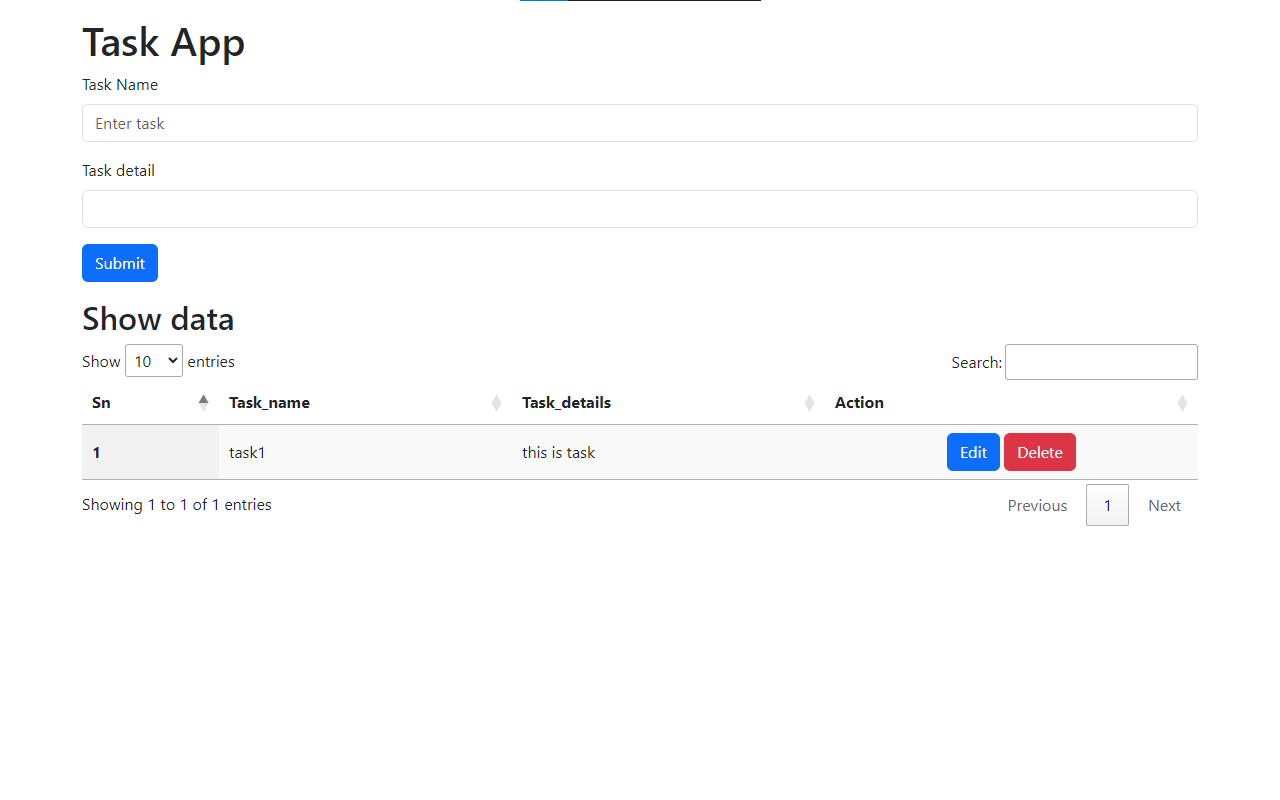 Task App
Task Name
Enter task
Task detail
Submit
Show data
Show 10 entries Search:
Sn Task_name Task_details Action
1 task1 this is task Edit Delete
Showing 1 to 1 of 1 entries Previous 1 Next